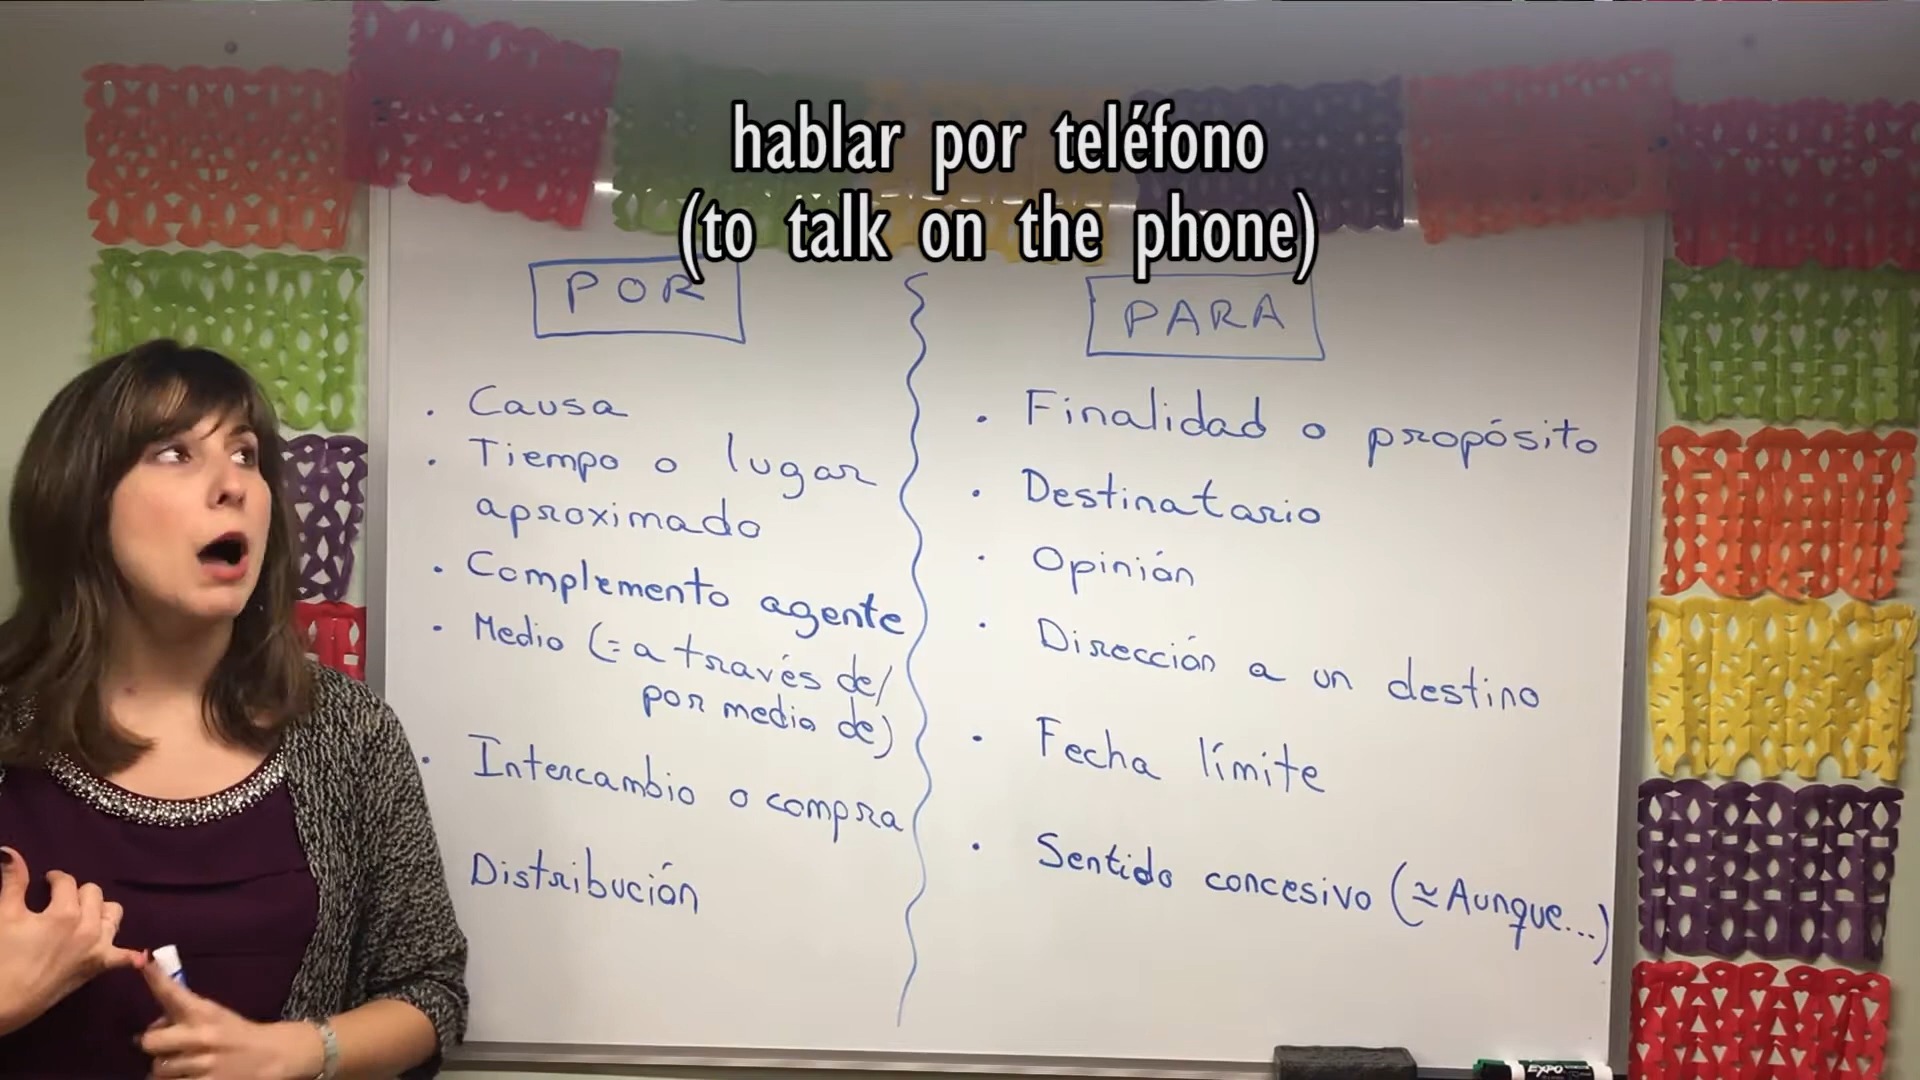 hablar por teléfono
(to talk on the phone)
POR
• Causa
• Tiempo o lugar
aproximado
• Complemento agente
• Medio (= a través de/
por medio de)
• Intercambio o compra
Distribución
PARA
• Finalidad o propósito
• Destinatario
• Opinión
• Dirección a un destino
• Fecha límite
• Sentido concesivo (≈ Aunque...)
EXPO